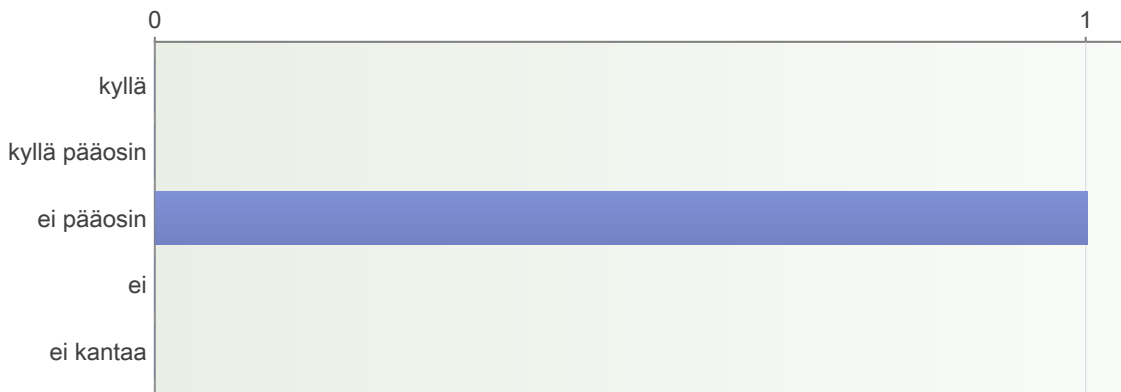 0 1
kyllä
kyllä pääosin
ei pääosin
ei
ei kantaa